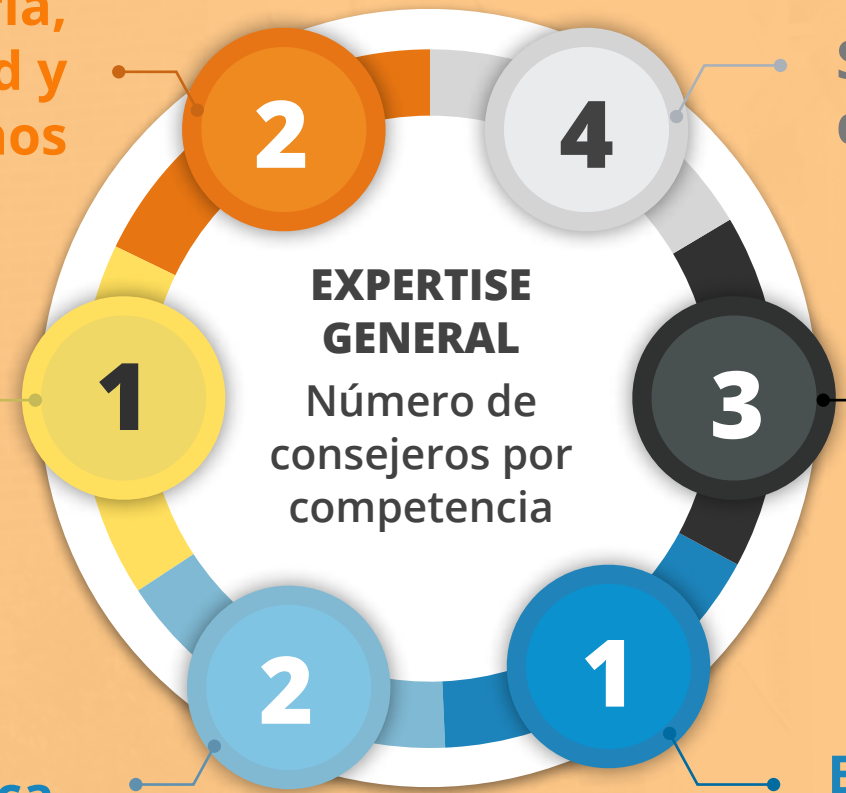 d y
2
4
EXPERTISE
GENERAL
Número de
consejeros por
competencia
1
3
2
1